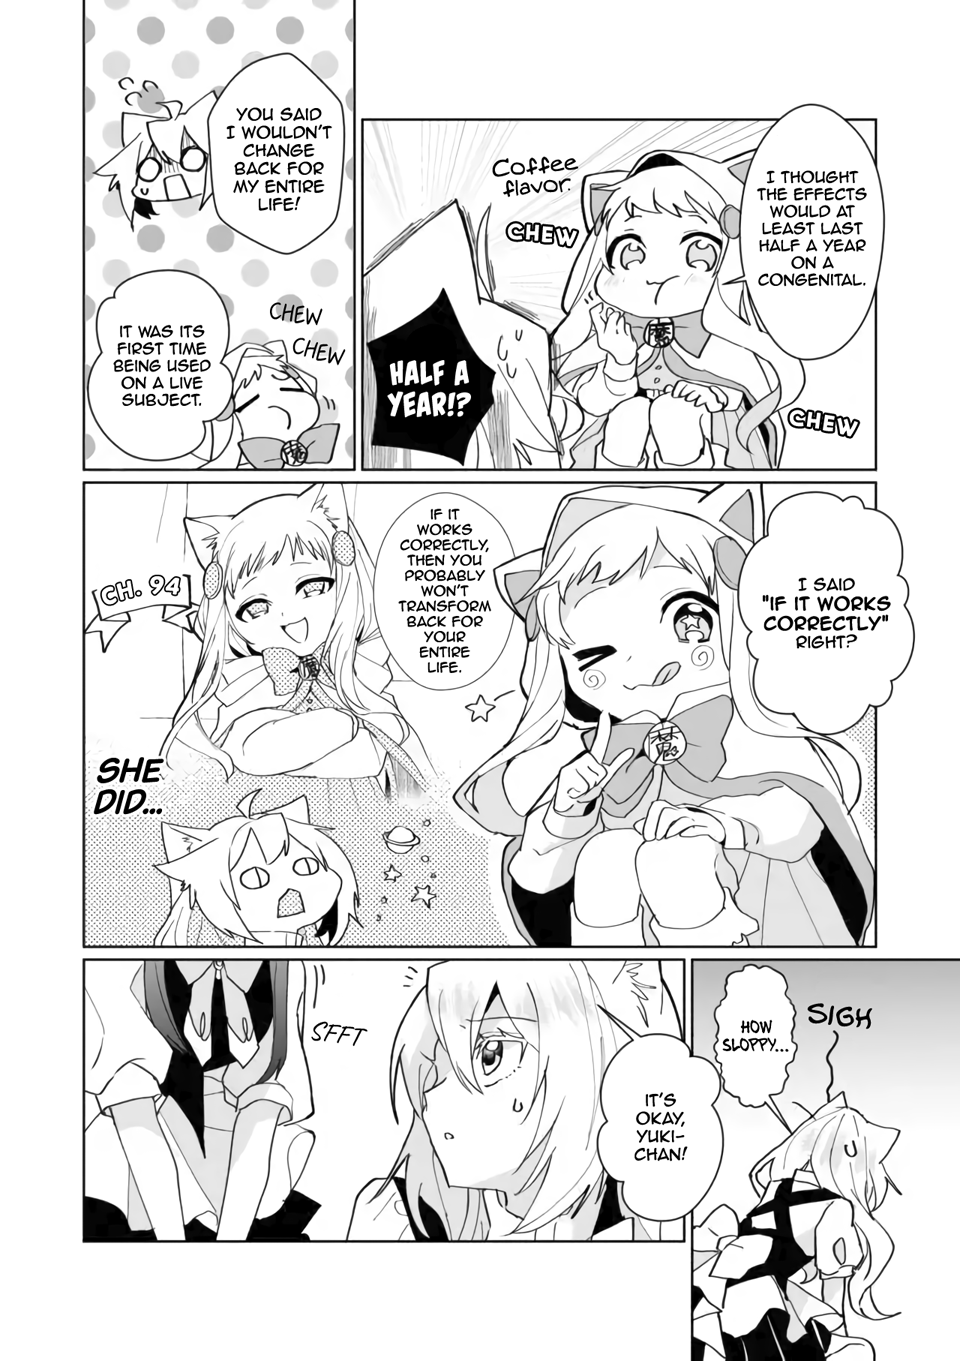 I THOUGHT
THE EFFECTS
WOULD AT
LEAST LAST
HALF A YEAR
ON A
CONGENITAL.
Coffee
flavor.
CHEW
CHEW
HALF A
YEAR!?
YOU SAID
I WOULDN'T
CHANGE
BACK FOR
MY ENTIRE
LIFE!
CHEW
CHEW
IT WAS ITS
FIRST TIME
BEING USED
ON A LIVE
SUBJECT.
I SAID
"IF IT WORKS
CORRECTLY"
RIGHT?
IF IT
WORKS
CORRECTLY,
THEN YOU
PROBABLY
WON'T
TRANSFORM
BACK FOR
YOUR
ENTIRE
LIFE.
CH. 94
SHE
DID...
SIGH
HOW
SLOPPY...
IT'S
OKAY,
YUKI-
CHAN!
SFFT